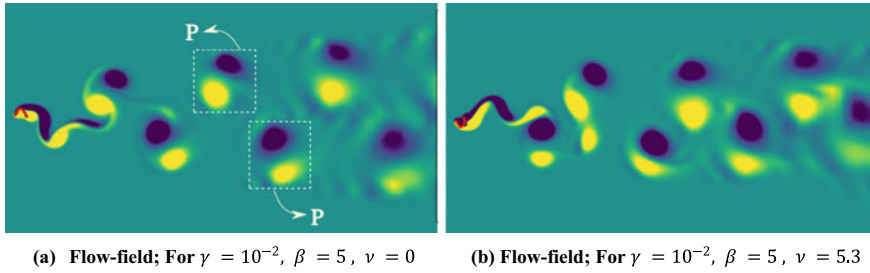 P
P
(a) Flow-field; For γ = 10⁻², β = 5 , ν = 0
(b) Flow-field; For γ = 10⁻², β = 5, ν = 5.3